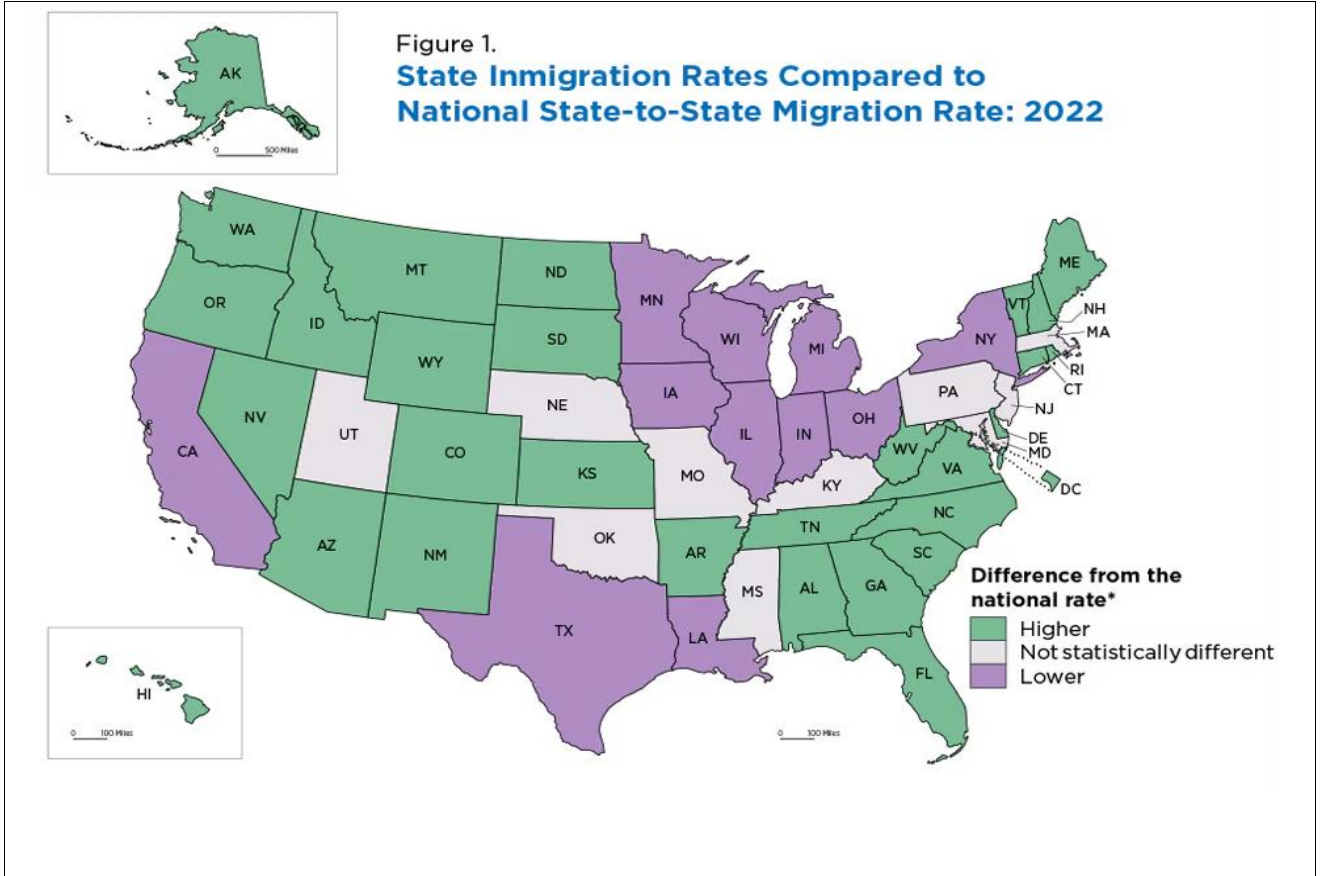 Figure 1.
State Inmigration Rates Compared to
National State-to-State Migration Rate: 2022
AK
0 500 Miles
WA
MT
ND
MN
ME
OR
ID
SD
WI
MI
VT
NH
MA
NY
WY
RI
CT
NE
IA
PA
NJ
NV
UT
CO
IL
IN
OH
DE
MD
CA
KS
MO
WV
VA
KY
DC
AZ
NM
OK
AR
TN
NC
SC
MS
AL
GA
TX
LA
FL
Difference from the
national rate*
Higher
Not statistically different
Lower
HI
0 100 Miles
0 100 Miles